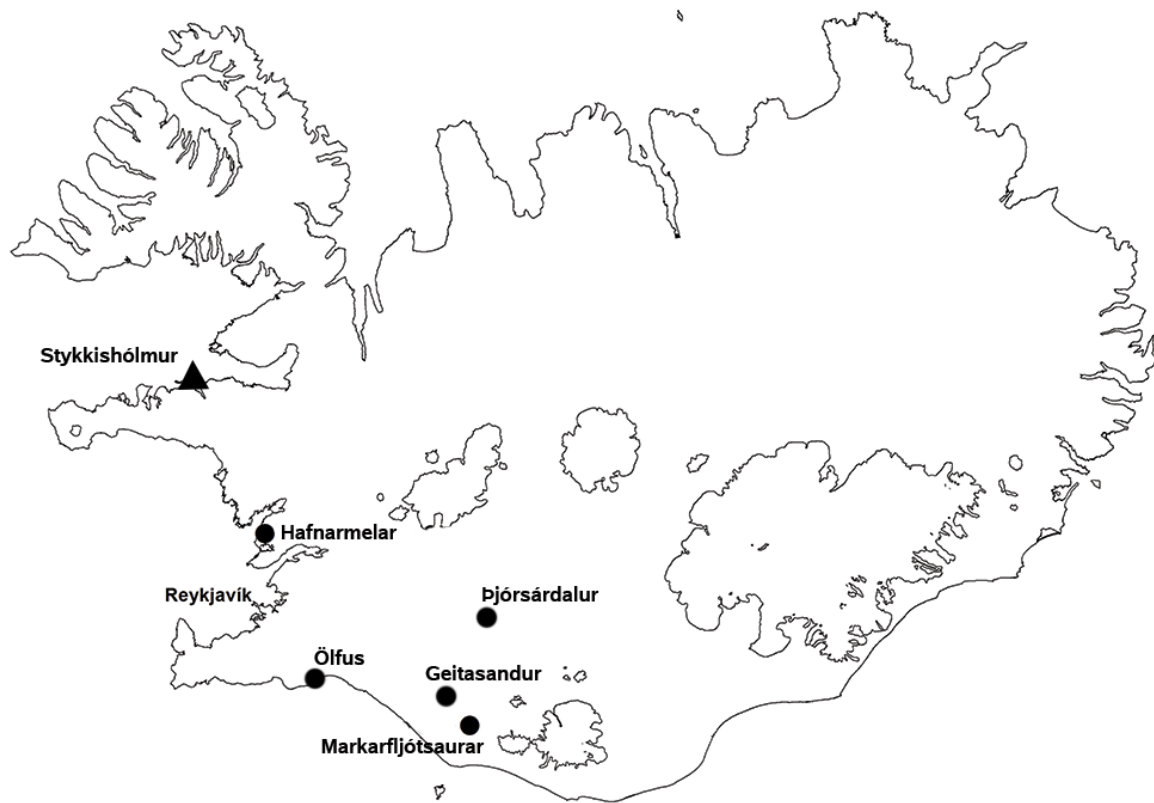 Stykkishólmur
Hafnarmelar
Reykjavík
Þjórsárdalur
Ölfus
Geitasandur
Markarfljótsaurar